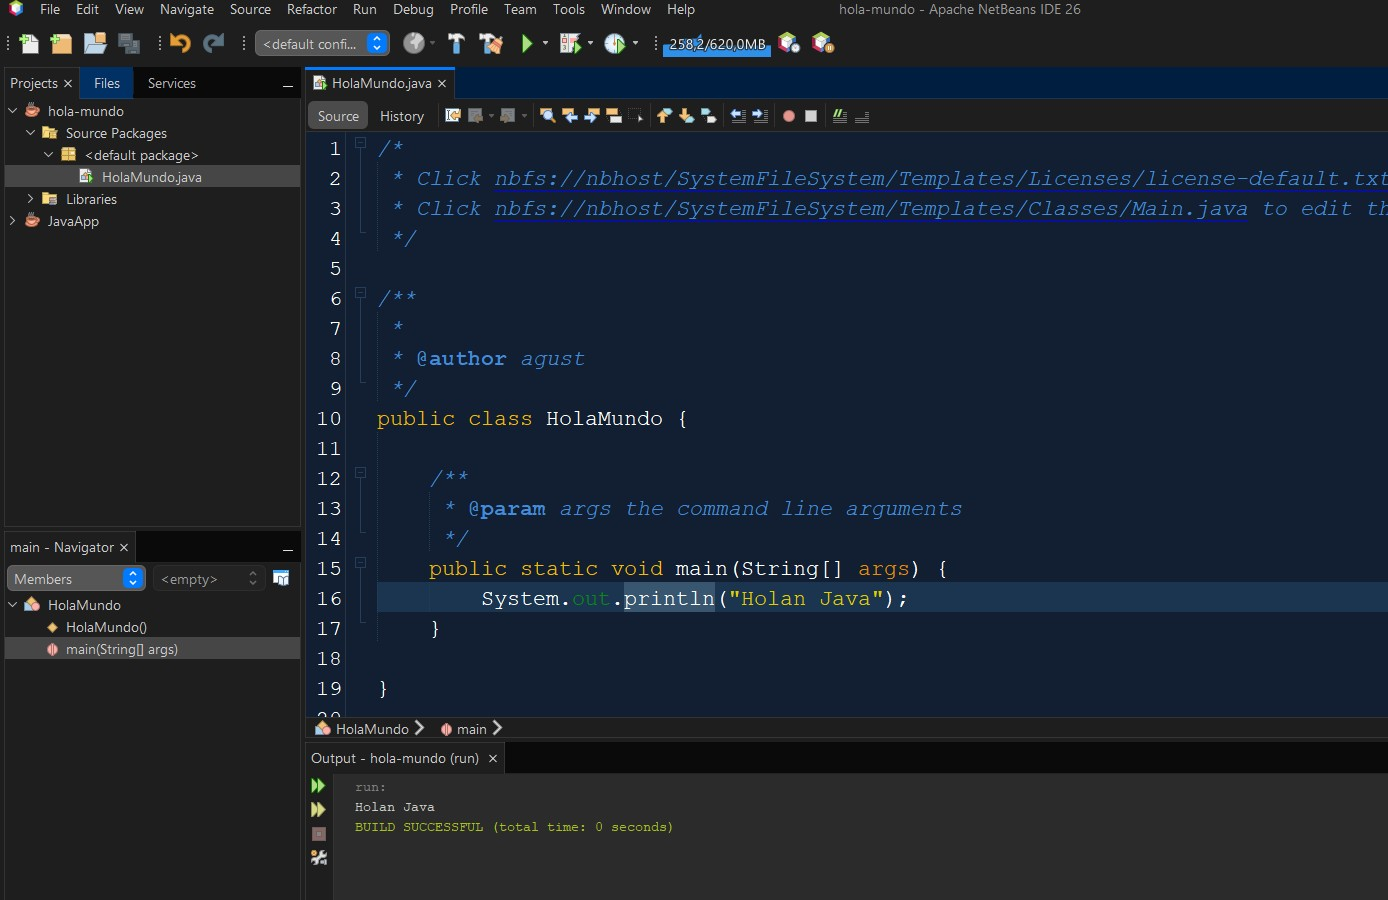 File Edit View Navigate Source Refactor Run Debug Profile Team Tools Window Help
hola-mundo - Apache NetBeans IDE 26
<default confi...
258,2/620,0MB
Projects Files Services
hola-mundo
Source Packages
<default package>
HolaMundo.java
Libraries
JavaApp
HolaMundo.java
Source History
1 /*
2 * Click nbfs://nbhost/SystemFileSystem/Templates/Licenses/license-default.txt
3 * Click nbfs://nbhost/SystemFileSystem/Templates/Classes/Main.java to edit th
4 */
5
6 /**
7 *
8 * @author agust
9 */
10 public class HolaMundo {
11
12 /**
13 * @param args the command line arguments
14 */
15 public static void main(String[] args) {
16 System.out.println("Holan Java");
17 }
18
19 }
20
HolaMundo main
main - Navigator
Members <empty>
HolaMundo
HolaMundo()
main(String[] args)
Output - hola-mundo (run)
run:
Holan Java
BUILD SUCCESSFUL (total time: 0 seconds)